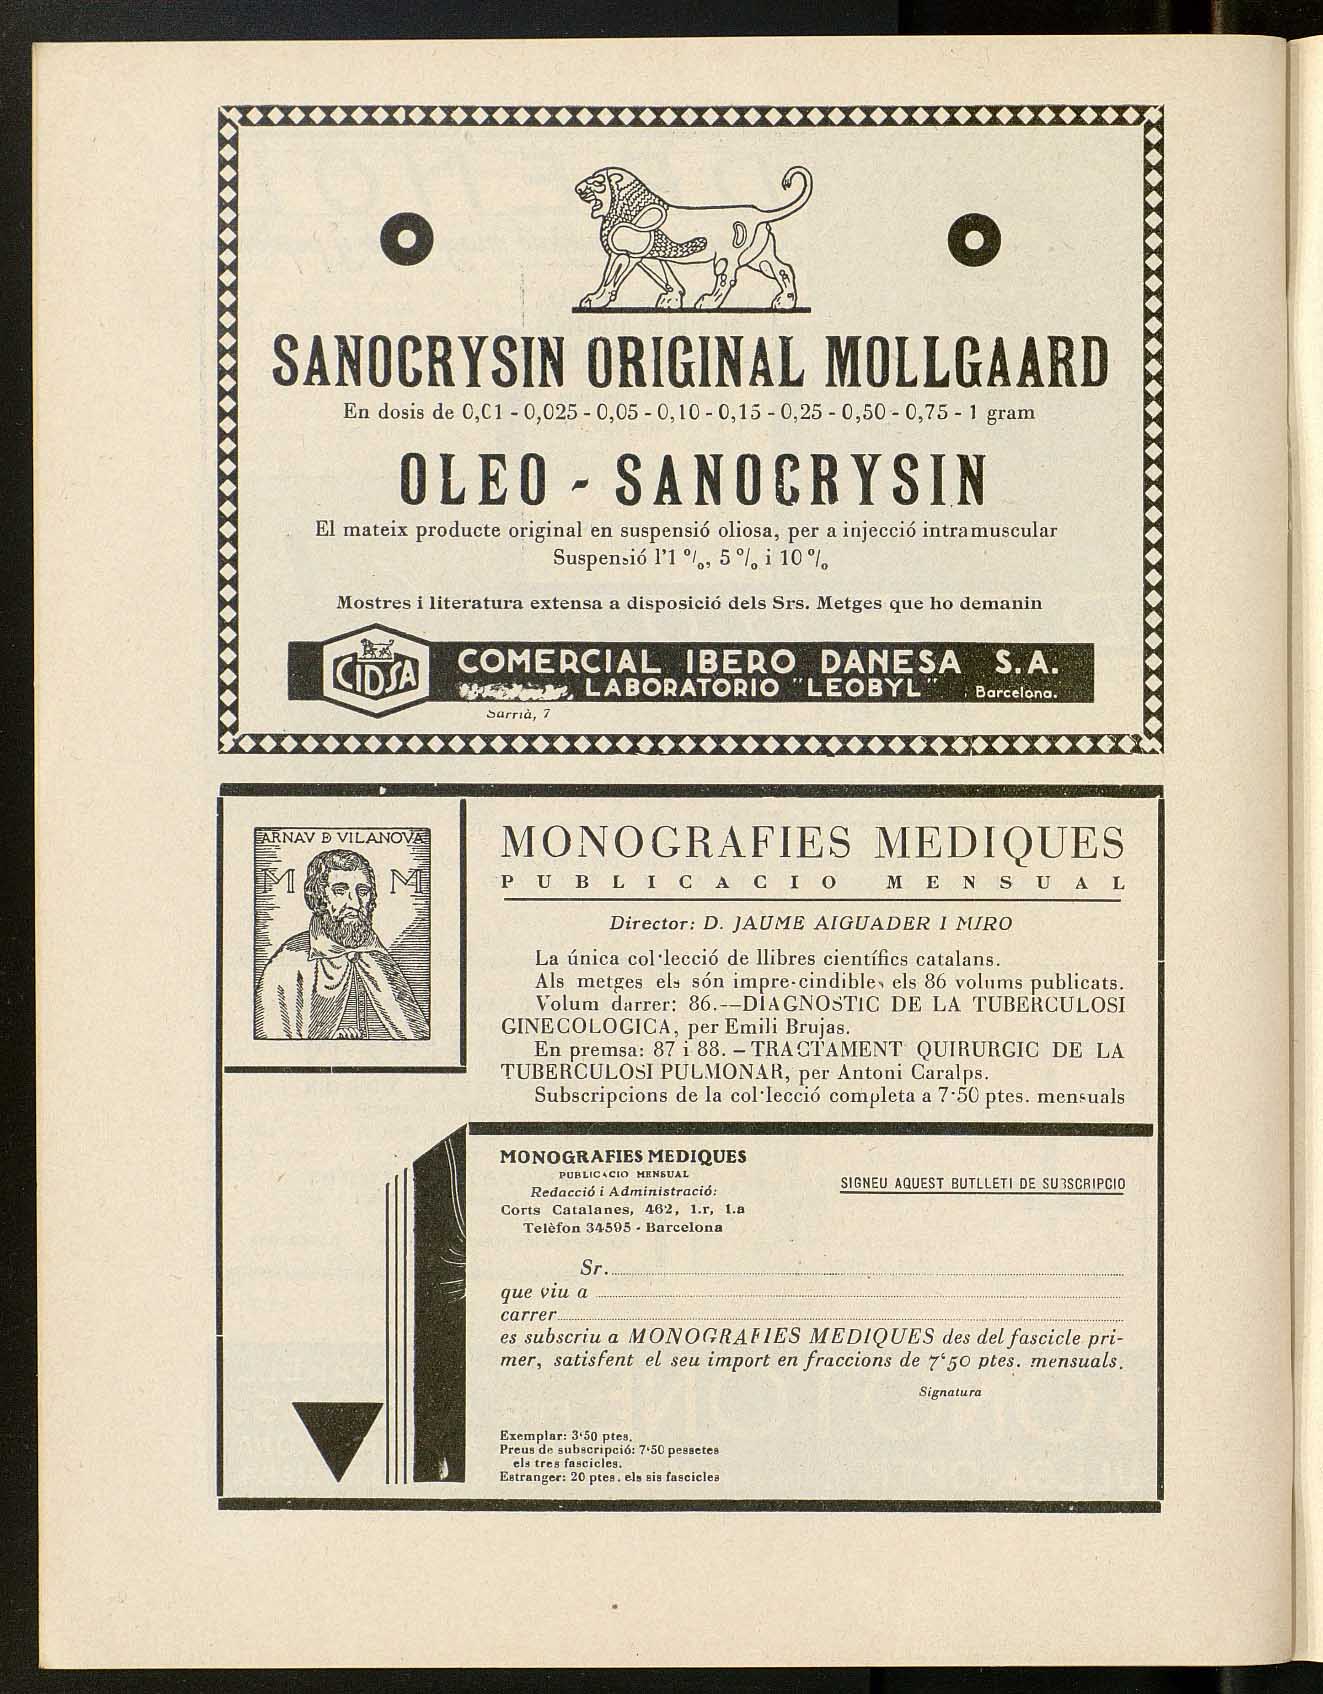 SANOCRYSIN ORIGINAL MOLLGAARD
En dosis de 0,01 - 0,025 - 0,05 - 0,10 - 0,15 - 0,25 - 0,50 - 0,75 - 1 gram
OLEO - SANOCRYSIN
El mateix producte original en suspensió oliosa, per a injecció intramuscular
Suspensió l'1 %, 5 % i 10 %
Mostres i literatura extensa a disposició dels Srs. Metges que ho demanin
CIDSA
COMERCIAL IBERO DANESA S. A.
LABORATORIO "LEOBYL" Barcelona.
Sarrià, 7
ARNAV D VILANOVA
M M
MONOGRAFIES MEDIQUES
PUBLICACIO MENSUAL
Director: D. JAUME AIGUADER I MIRO
La única col·lecció de llibres científics catalans.
Als metges els són imprescindibles els 86 volums publicats.
Volum darrer: 86.--DIAGNOSTIC DE LA TUBERCULOSI
GINECOLOGICA, per Emili Brujas.
En premsa: 87 i 88. - TRACTAMENT QUIRURGIC DE LA
TUBERCULOSI PULMONAR, per Antoni Caralps.
Subscripcions de la col·lecció completa a 7'50 ptes. mensuals
MONOGRAFIES MEDIQUES
PUBLICACIO MENSUAL
Redacció i Administració:
Corts Catalanes, 462, 1.r, 1.a
Telèfon 34595 - Barcelona
SIGNEU AQUEST BUTLLETI DE SUBSCRIPCIO
Sr.
que viu a
carrer
es subscriu a MONOGRAFIES MEDIQUES des del fascicle pri-
mer, satisfent el seu import en fraccions de 7'50 ptes. mensuals.
Signatura
Exemplar: 3'50 ptes.
Preus de subscripció: 7'50 pessetes
els tres fascicles.
Estranger: 20 ptes. els sis fascicles